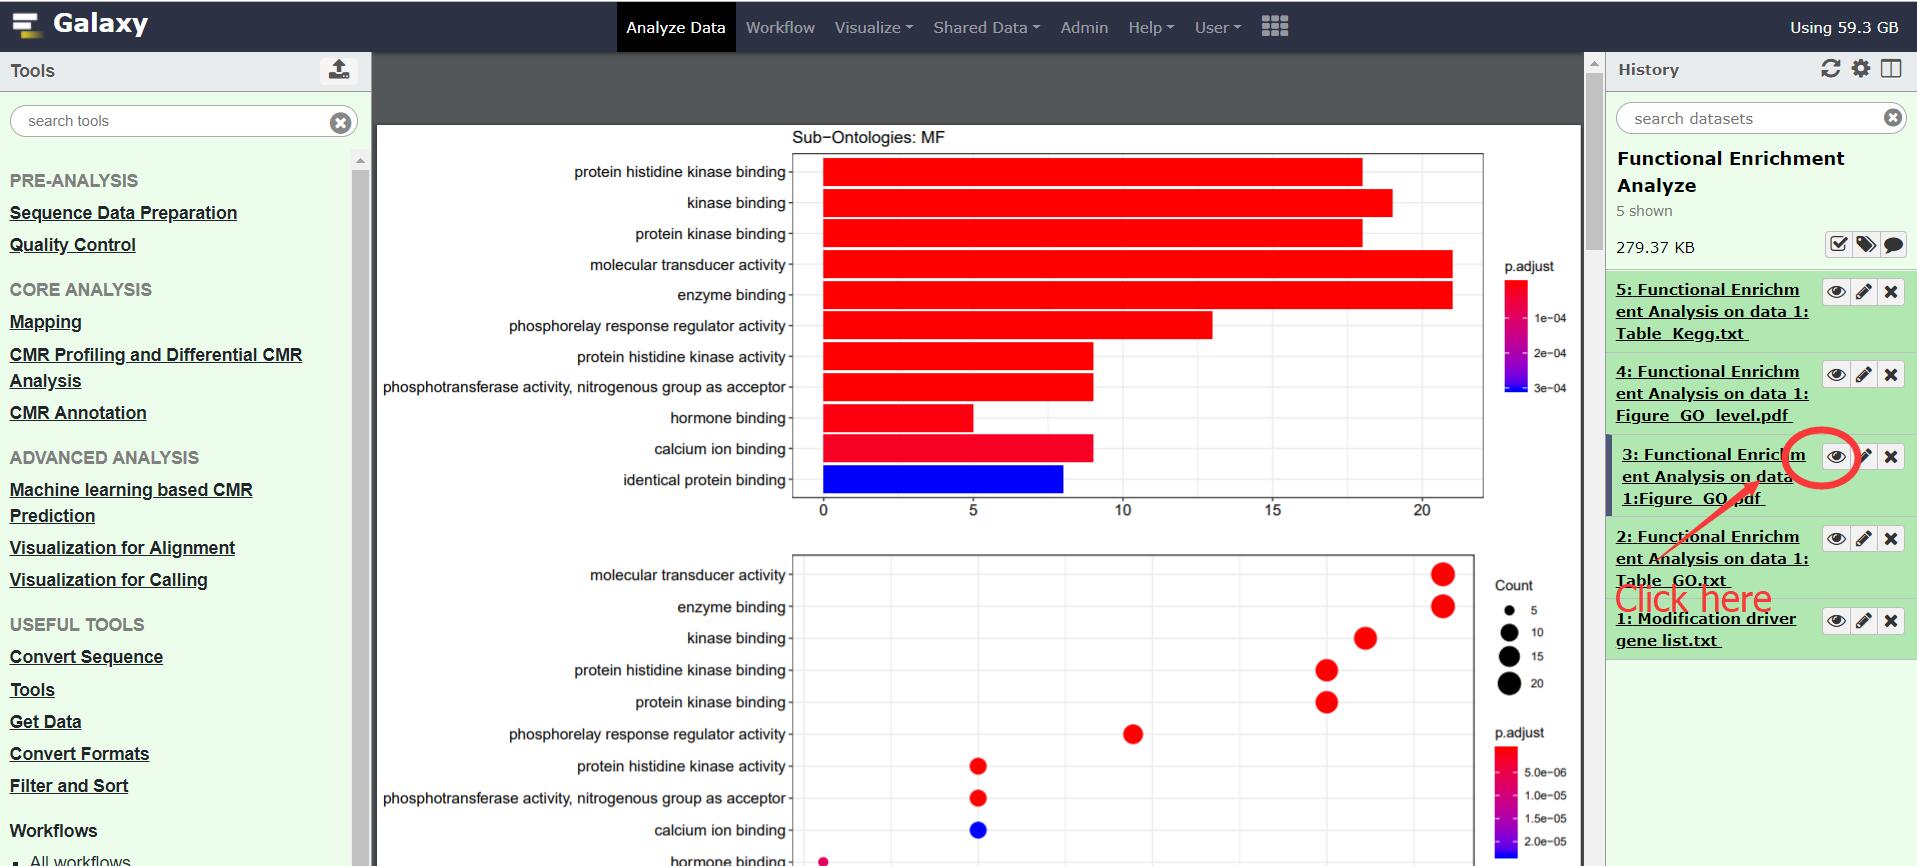 Galaxy
Analyze Data Workflow Visualize Shared Data Admin Help User
Using 59.3 GB
Tools
search tools
PRE-ANALYSIS
Sequence Data Preparation
Quality Control
CORE ANALYSIS
Mapping
CMR Profiling and Differential CMR
Analysis
CMR Annotation
ADVANCED ANALYSIS
Machine learning based CMR
Prediction
Visualization for Alignment
Visualization for Calling
USEFUL TOOLS
Convert Sequence
Tools
Get Data
Convert Formats
Filter and Sort
Workflows
All workflows
Sub-Ontologies: MF
protein histidine kinase binding
kinase binding
protein kinase binding
molecular transducer activity
enzyme binding
phosphorelay response regulator activity
protein histidine kinase activity
phosphotransferase activity, nitrogenous group as acceptor
hormone binding
calcium ion binding
identical protein binding
0 5 10 15 20
p.adjust
1e-04
2e-04
3e-04
molecular transducer activity
enzyme binding
kinase binding
protein histidine kinase binding
protein kinase binding
phosphorelay response regulator activity
protein histidine kinase activity
phosphotransferase activity, nitrogenous group as acceptor
calcium ion binding
hormone binding
Count
5
10
15
20
p.adjust
5.0e-06
1.0e-05
1.5e-05
2.0e-05
History
search datasets
Functional Enrichment
Analyze
5 shown
279.37 KB
5: Functional Enrichm
ent Analysis on data 1:
Table_Kegg.txt
4: Functional Enrichm
ent Analysis on data 1:
Figure_GO_level.pdf
3: Functional Enrichm
ent Analysis on data
1:Figure_GO.pdf
2: Functional Enrichm
ent Analysis on data 1:
Table_GO.txt
Click here
1: Modification driver
gene list.txt